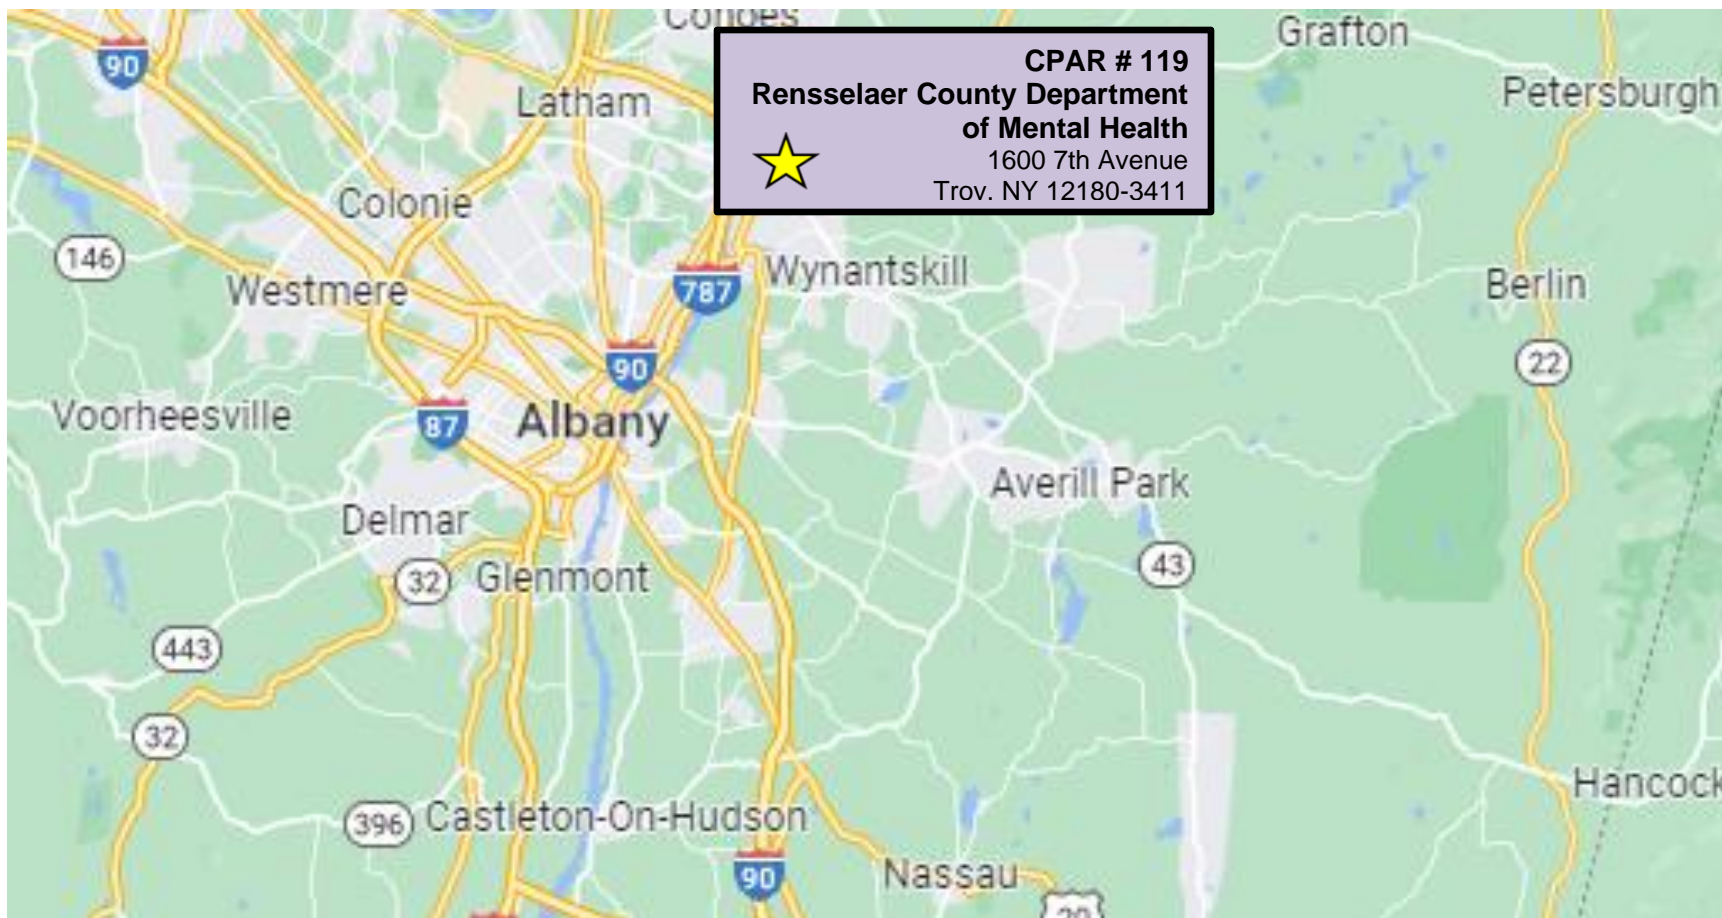 Cohoes
Grafton
90
CPAR # 119
Rensselaer County Department
of Mental Health
1600 7th Avenue
Troy, NY 12180-3411
Petersburgh
Latham
Colonie
146
Westmere
787
Wynantskill
Berlin
90
22
Voorheesville
87
Albany
Averill Park
Delmar
32
Glenmont
43
443
32
Hancock
396
Castleton-On-Hudson
90
Nassau
20